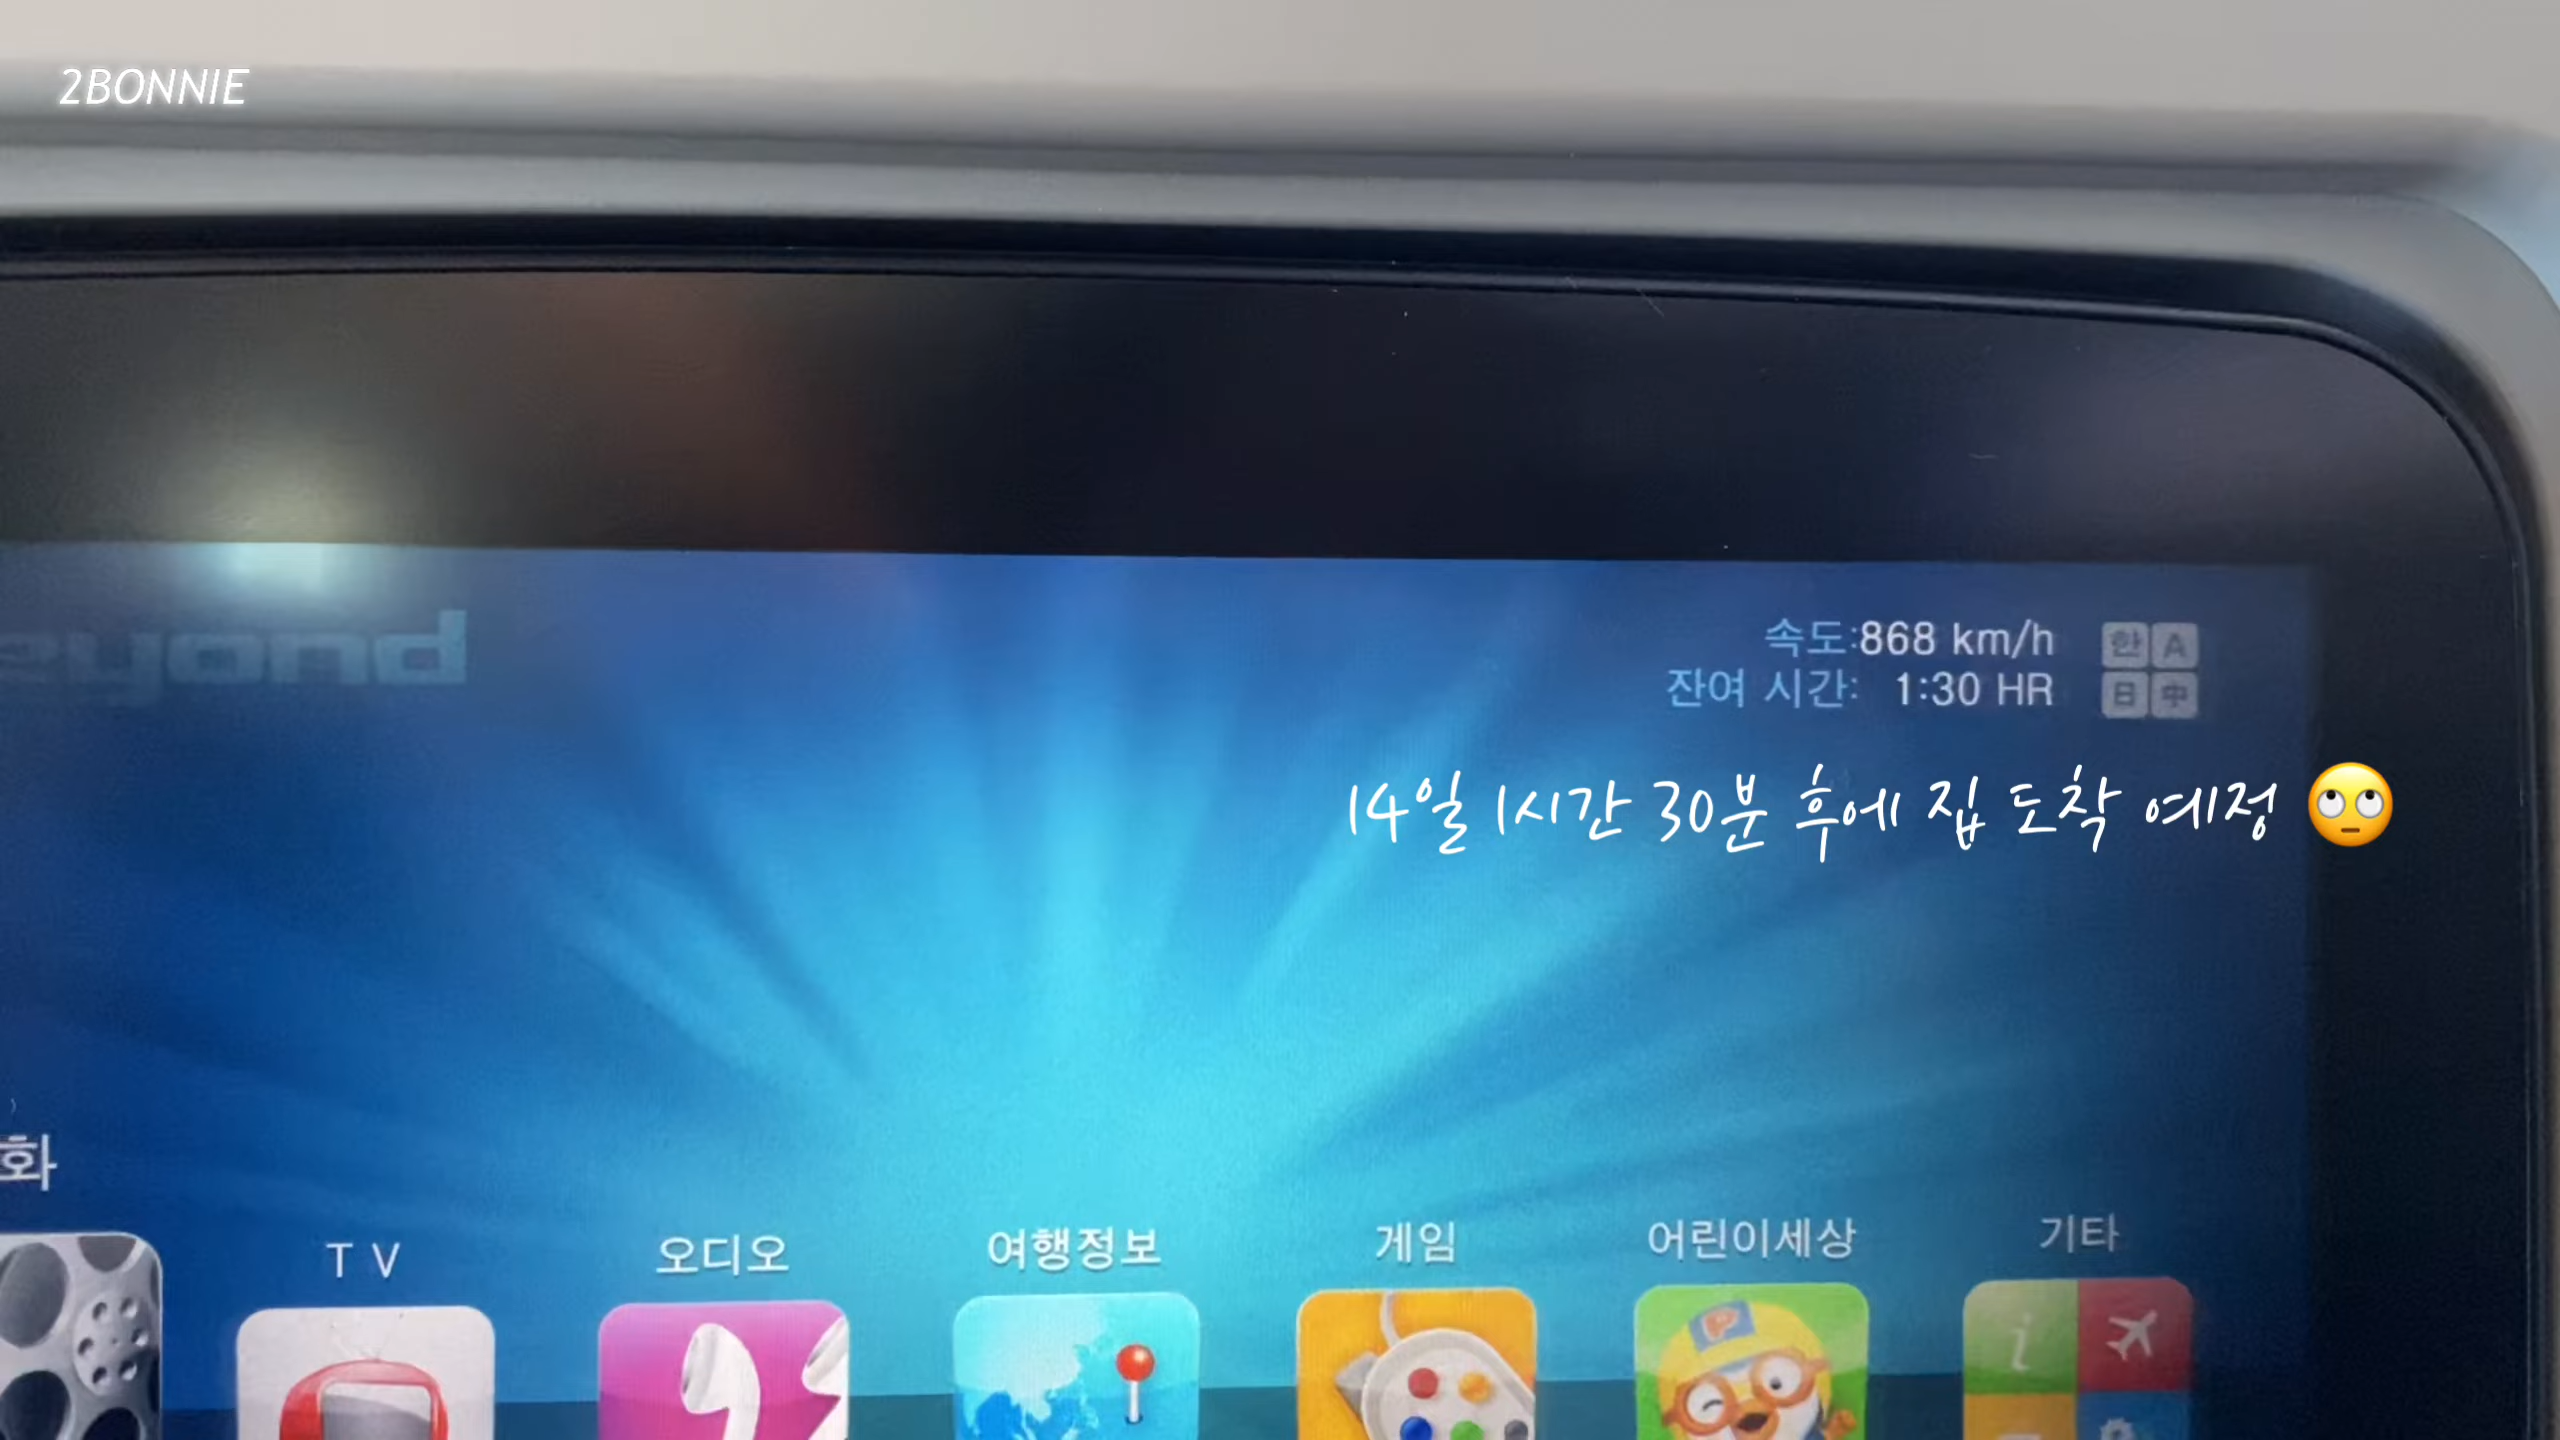 2BONNIE
eyond
속도:868 km/h
한 A
잔여 시간: 1:30 HR
日 中
14일 1시간 30분 후에 집 도착 예정 🙄
화
TV
오디오
여행정보
게임
어린이세상
기타
P
i